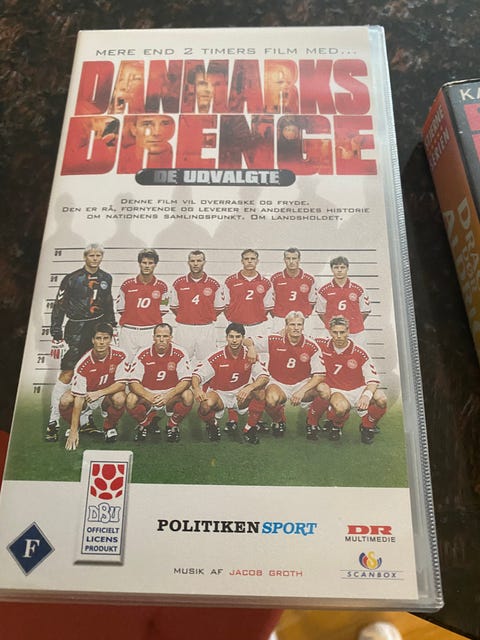 MERE END 2 TIMERS FILM MED...
DANMARKS
DRENGE
DE UDVALGTE
DENNE FILM VIL OVERRASKE OG FRYDE.
DEN ER RÅ, FORNYENDE OG LEVERER EN ANDERLEDES HISTORIE
OM NATIONENS SAMLINGSPUNKT. OM LANDSHOLDET.
1
10
4
2
3
6
11
9
5
8
7
DBU
OFFICIELT
LICENS
PRODUKT
F
POLITIKEN SPORT
DR
MULTIMEDIE
SCANBOX
MUSIK AF JACOB GROTH